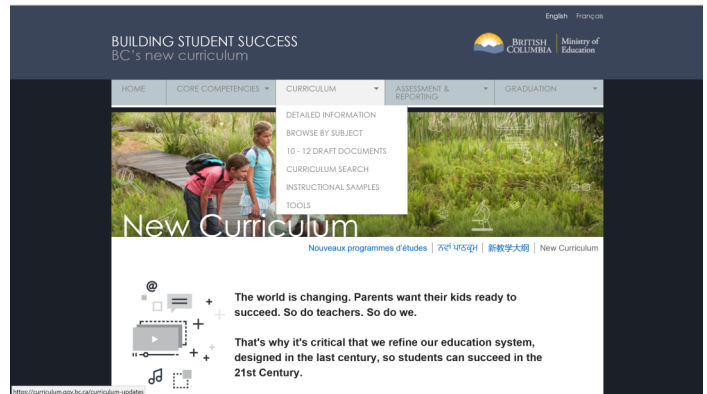 English Français
BUILDING STUDENT SUCCESS
BC's new curriculum
BRITISH COLUMBIA
Ministry of Education
HOME CORE COMPETENCIES CURRICULUM ASSESSMENT & REPORTING GRADUATION
DETAILED INFORMATION
BROWSE BY SUBJECT
10 - 12 DRAFT DOCUMENTS
CURRICULUM SEARCH
INSTRUCTIONAL SAMPLES
TOOLS
New Curriculum
Nouveaux programmes d'études | ਨਵਾਂ ਪਾਠਕ੍ਰਮ | 新教学大纲 | New Curriculum
@
The world is changing. Parents want their kids ready to
succeed. So do teachers. So do we.
That's why it's critical that we refine our education system,
designed in the last century, so students can succeed in the
21st Century.
https://curriculum.gov.bc.ca/curriculum-updates